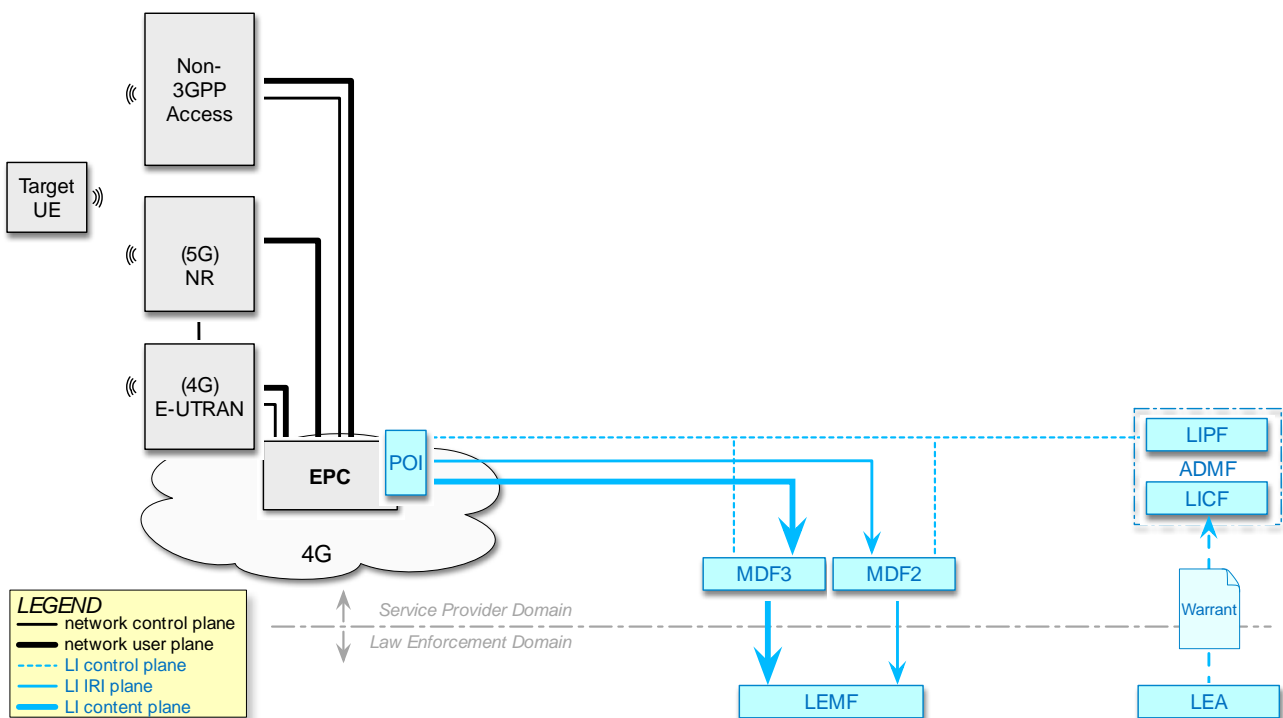 Non-
3GPP
Access
Target
UE
(5G)
NR
(4G)
E-UTRAN
POI
EPC
4G
LIPF
ADMF
LICF
MDF3
MDF2
Warrant
Service Provider Domain
Law Enforcement Domain
LEGEND
network control plane
network user plane
LI control plane
LI IRI plane
LI content plane
LEMF
LEA